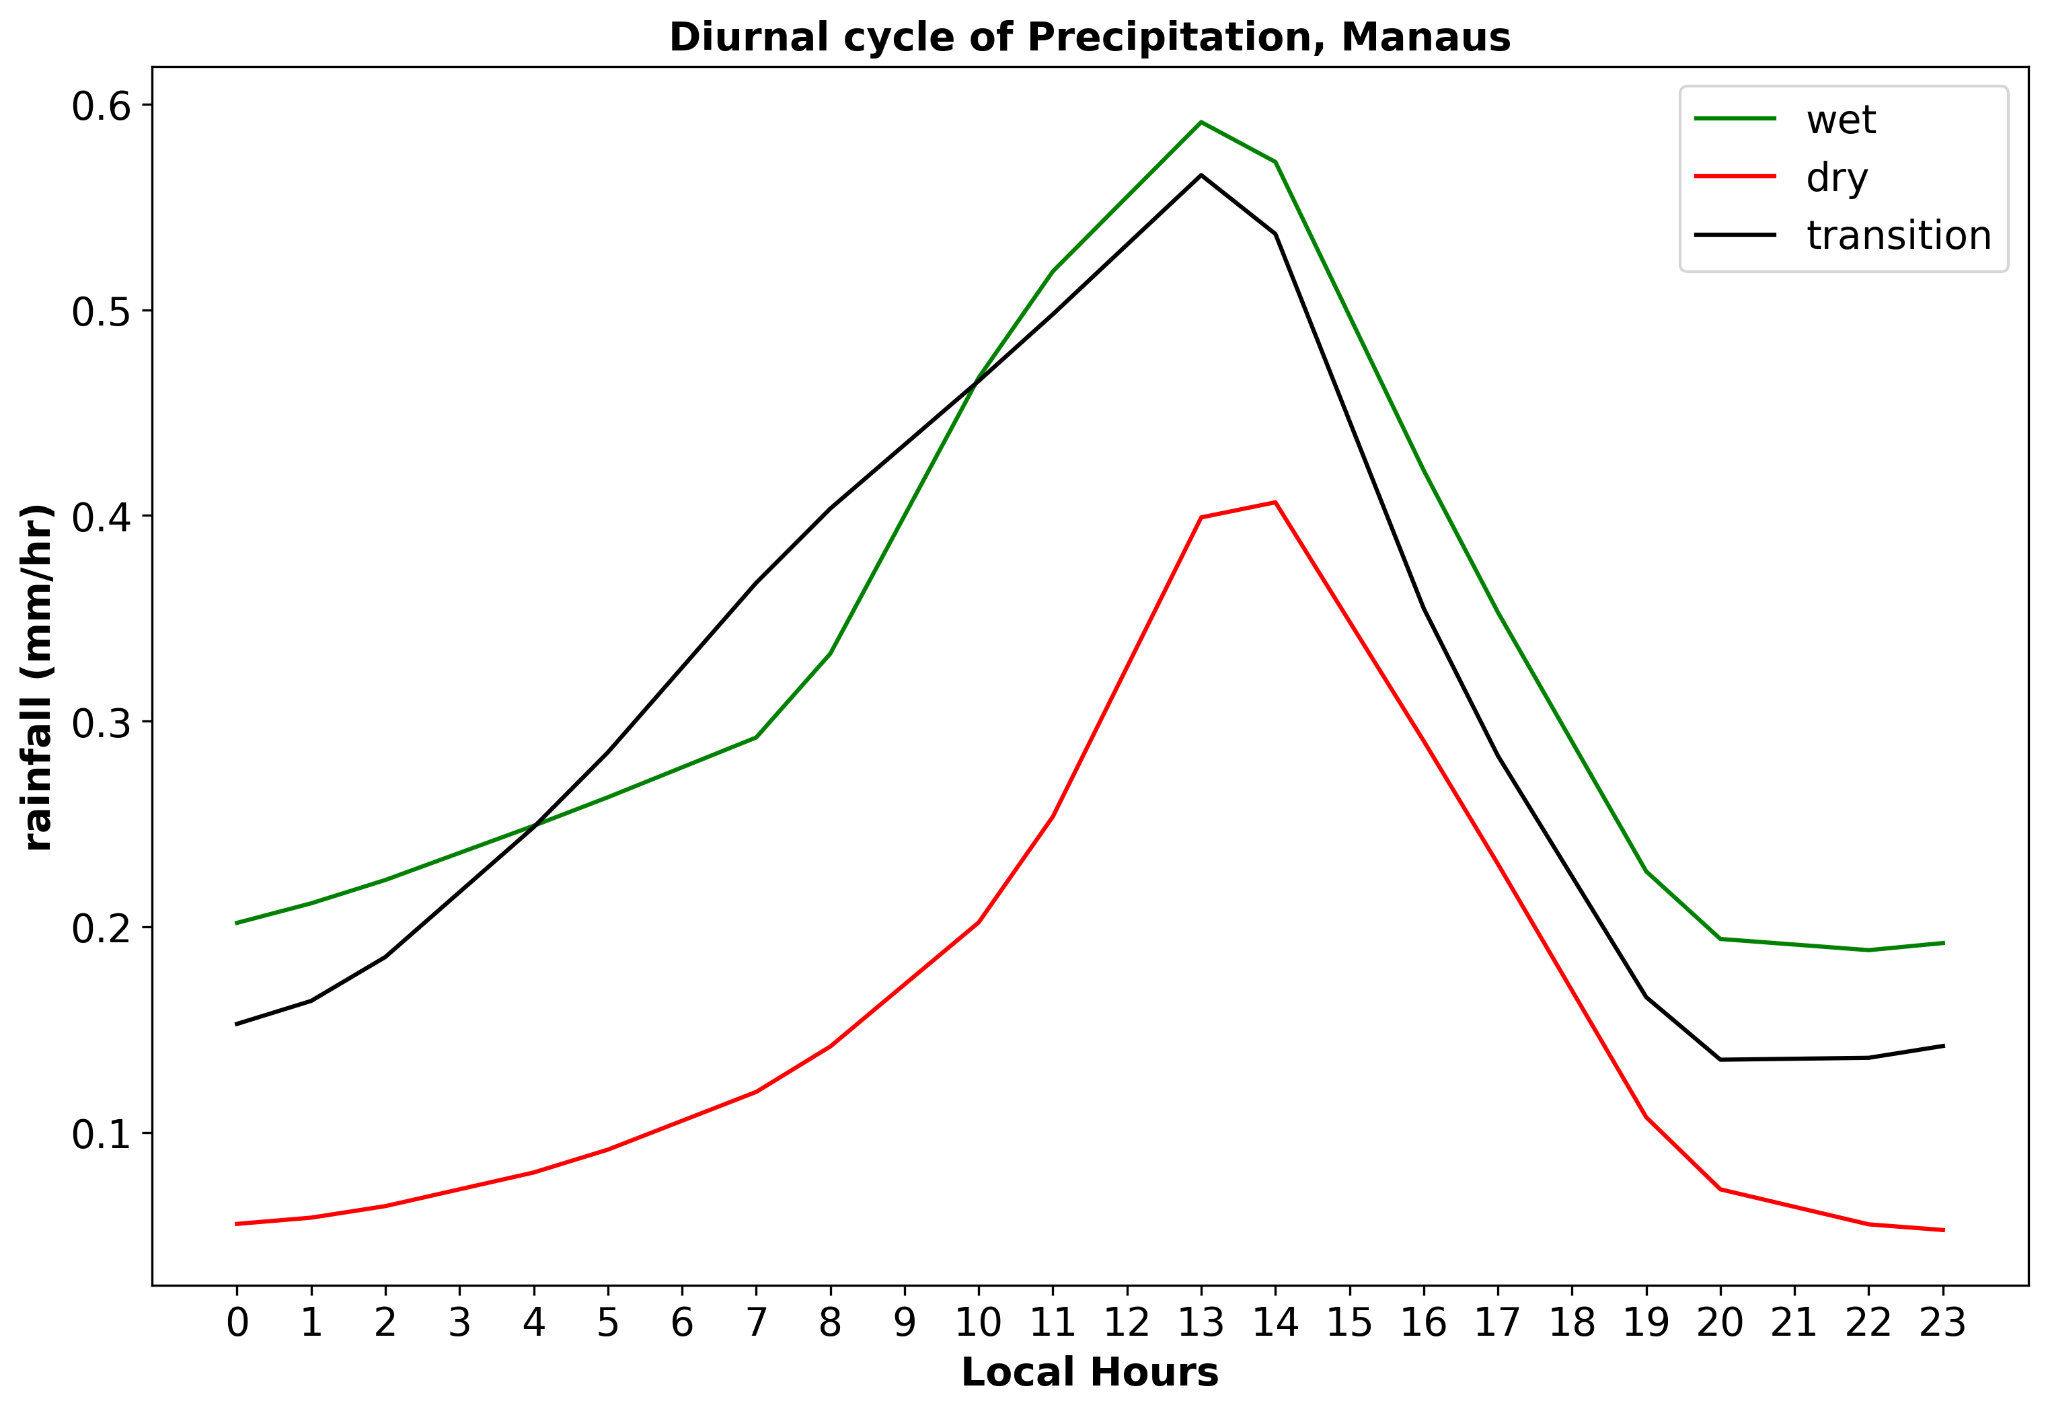 Diurnal cycle of Precipitation, Manaus
wet
dry
transition
rainfall (mm/hr)
0.6
0.5
0.4
0.3
0.2
0.1
0 1 2 3 4 5 6 7 8 9 10 11 12 13 14 15 16 17 18 19 20 21 22 23
Local Hours